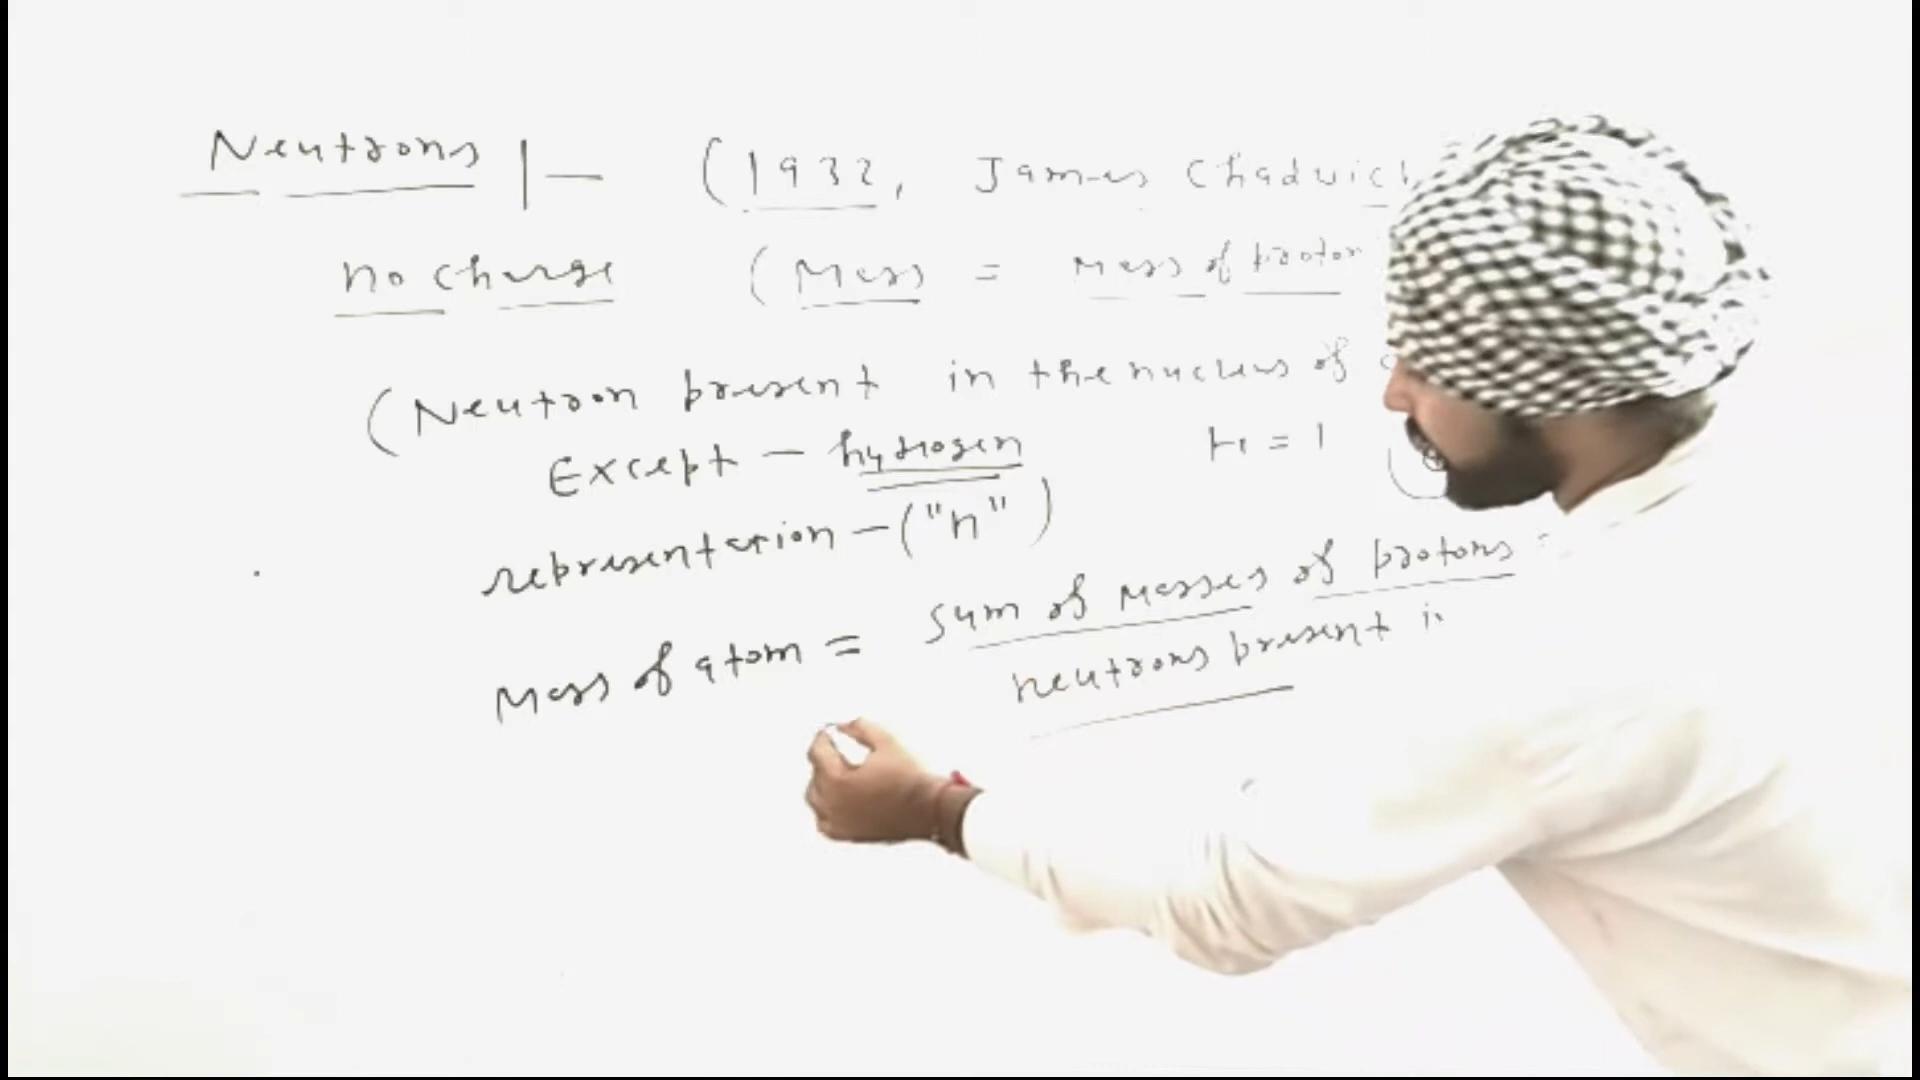 Neutrons |— (1932, James Chadwick
no charge (Mass = Mass of proton
(Neutron present in the nucleus of
Except – hydrogen H = 1
representation – ("n")
Mass of atom = sum of masses of protons
neutrons present in